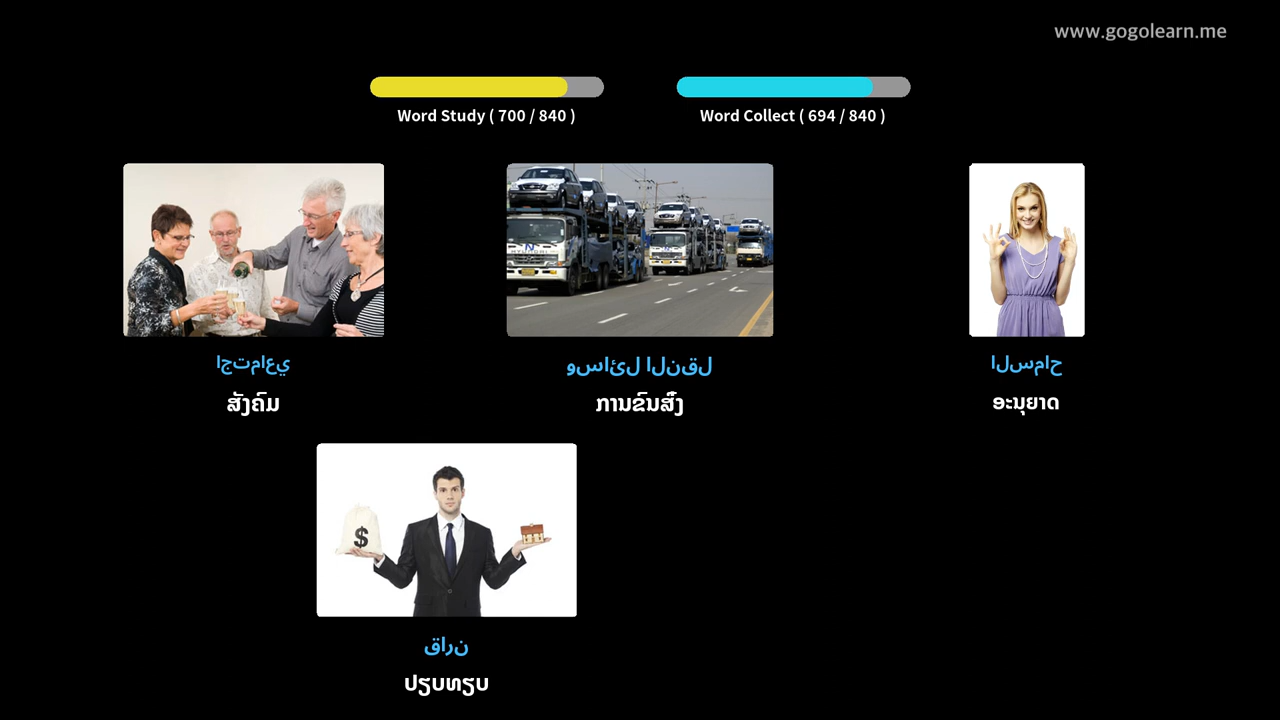 www.gogolearn.me
Word Study ( 700 / 840 )
Word Collect ( 694 / 840 )
اجتماعي
ສັງຄົມ
وسائل النقل
ການຂົນສົ່ງ
السماح
ອະນຸຍາດ
$
قارن
ປຽບທຽບ